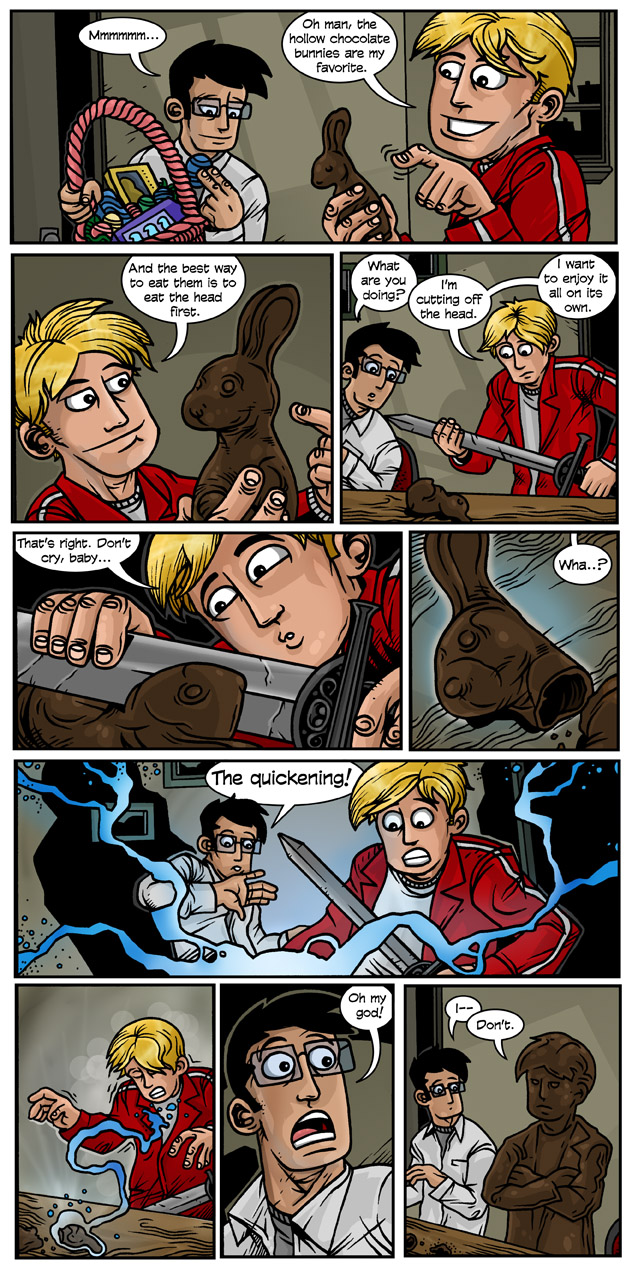 Mmmmmm...
Oh man, the
hollow chocolate
bunnies are my
favorite.
And the best way
to eat them is to
eat the head
first.
What
are you
doing?
I'm
cutting off
the head.
I want
to enjoy it
all on its
own.
That's right. Don't
cry, baby...
Wha..?
The quickening!
Oh my
god!
I--
Don't.